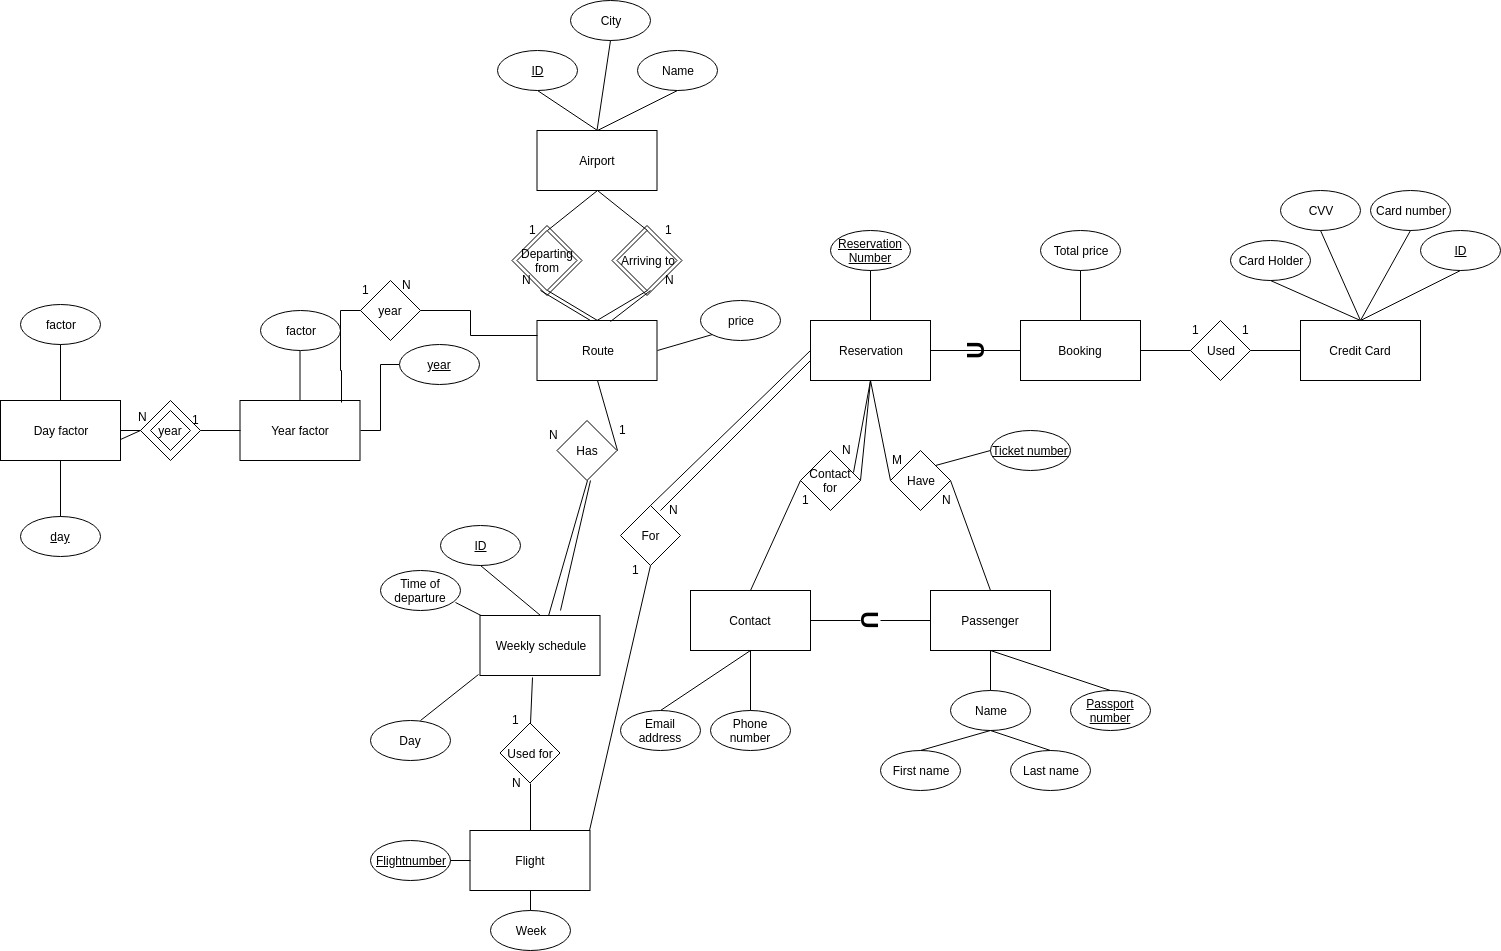 City
ID
Name
Airport
1
1
Departing
from
Arriving to
N
N
1
N
year
factor
factor
year
Route
price
Reservation
Number
Total price
CVV
Card number
Card Holder
ID
Reservation
Booking
1
1
Used
Credit Card
Day factor
N
year
1
Year factor
day
N
1
Has
N
Contact
for
1
M
Have
N
Ticket number
N
For
1
ID
Time of
departure
Weekly schedule
Day
1
Used for
N
Contact
Passenger
Email
address
Phone
number
Name
Passport
number
First name
Last name
Flightnumber
Flight
Week